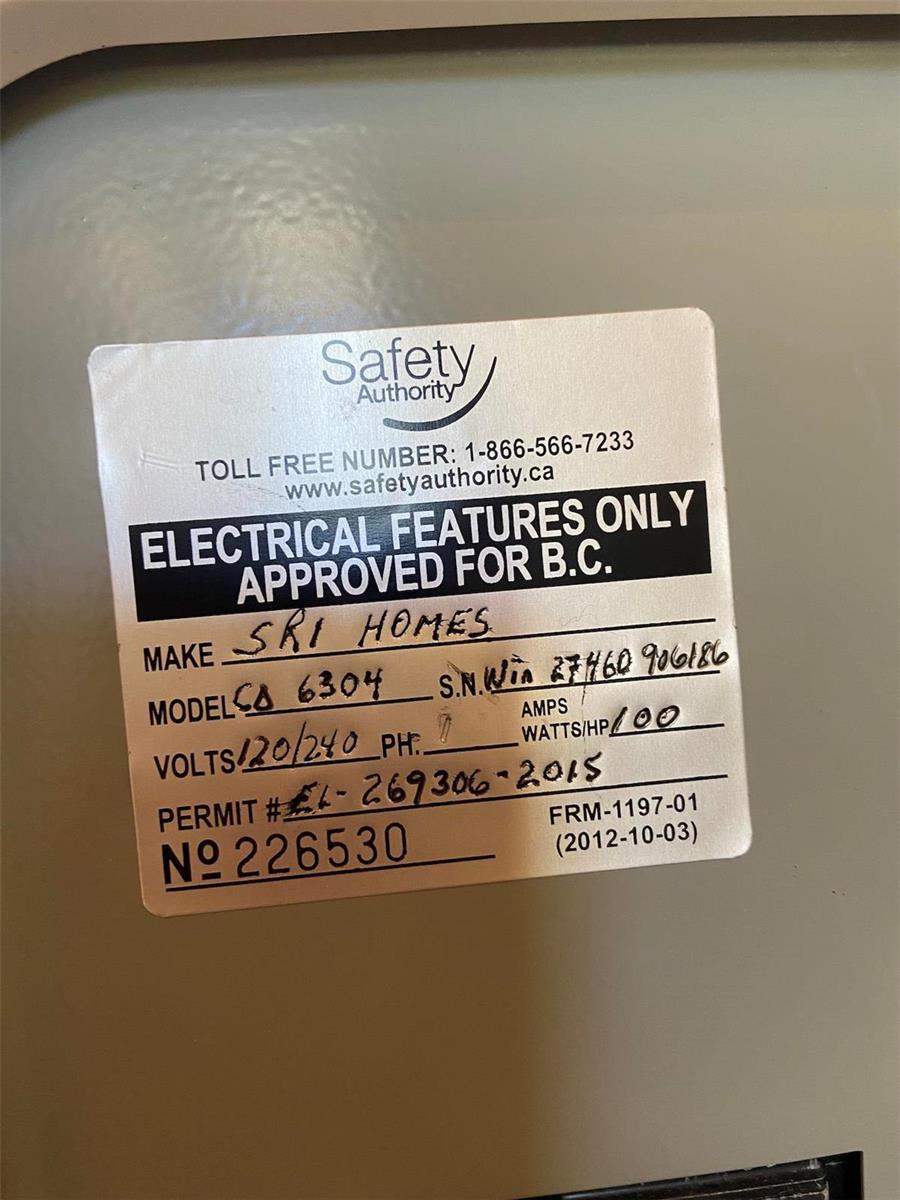 Safety
Authority
TOLL FREE NUMBER: 1-866-566-7233
www.safetyauthority.ca
ELECTRICAL FEATURES ONLY
APPROVED FOR B.C.
MAKE SRI HOMES
MODEL 6304 S.N. Win 27460 906186
VOLTS 120/240 PH: 1 AMPS WATTS/HP 100
PERMIT # EL-269306-2015
Nº 226530
FRM-1197-01
(2012-10-03)